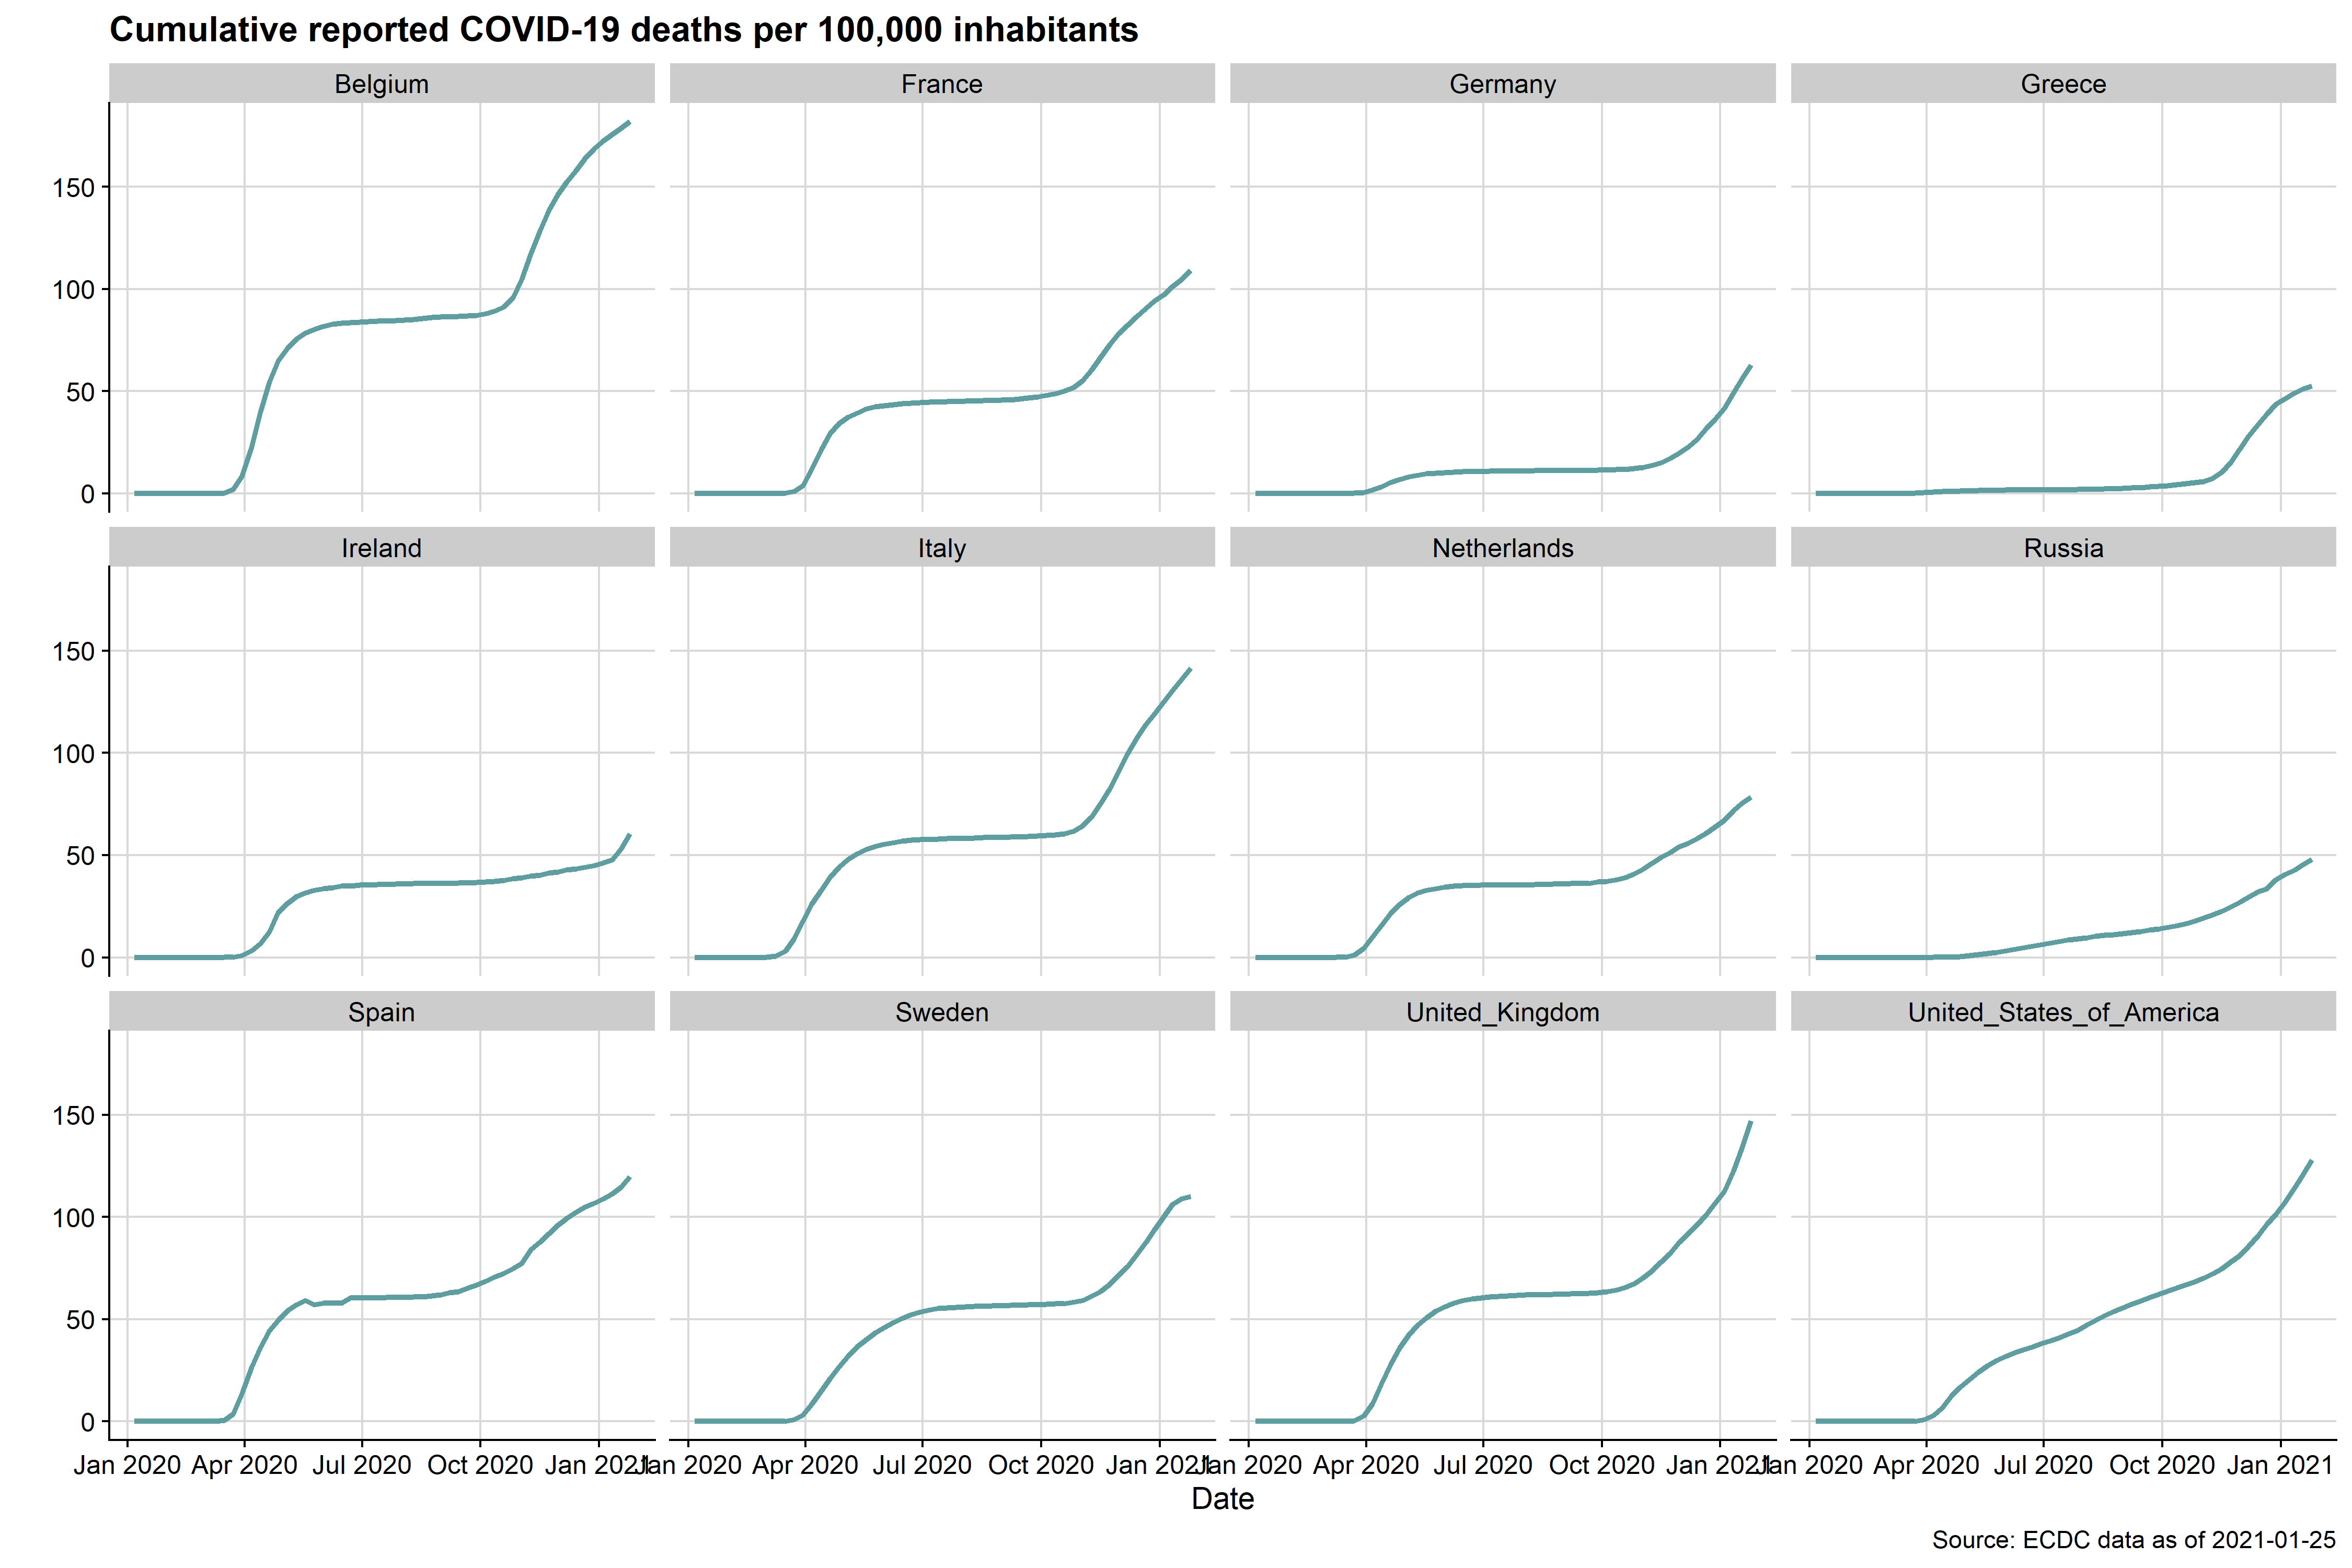 Cumulative reported COVID-19 deaths per 100,000 inhabitants
Belgium France Germany Greece
150
100
50
0
Ireland Italy Netherlands Russia
150
100
50
0
Spain Sweden United_Kingdom United_States_of_America
150
100
50
0
Jan 2020 Apr 2020 Jul 2020 Oct 2020 Jan 2021 Jan 2020 Apr 2020 Jul 2020 Oct 2020 Jan 2021 Jan 2020 Apr 2020 Jul 2020 Oct 2020 Jan 2021 Jan 2020 Apr 2020 Jul 2020 Oct 2020 Jan 2021
Date
Source: ECDC data as of 2021-01-25